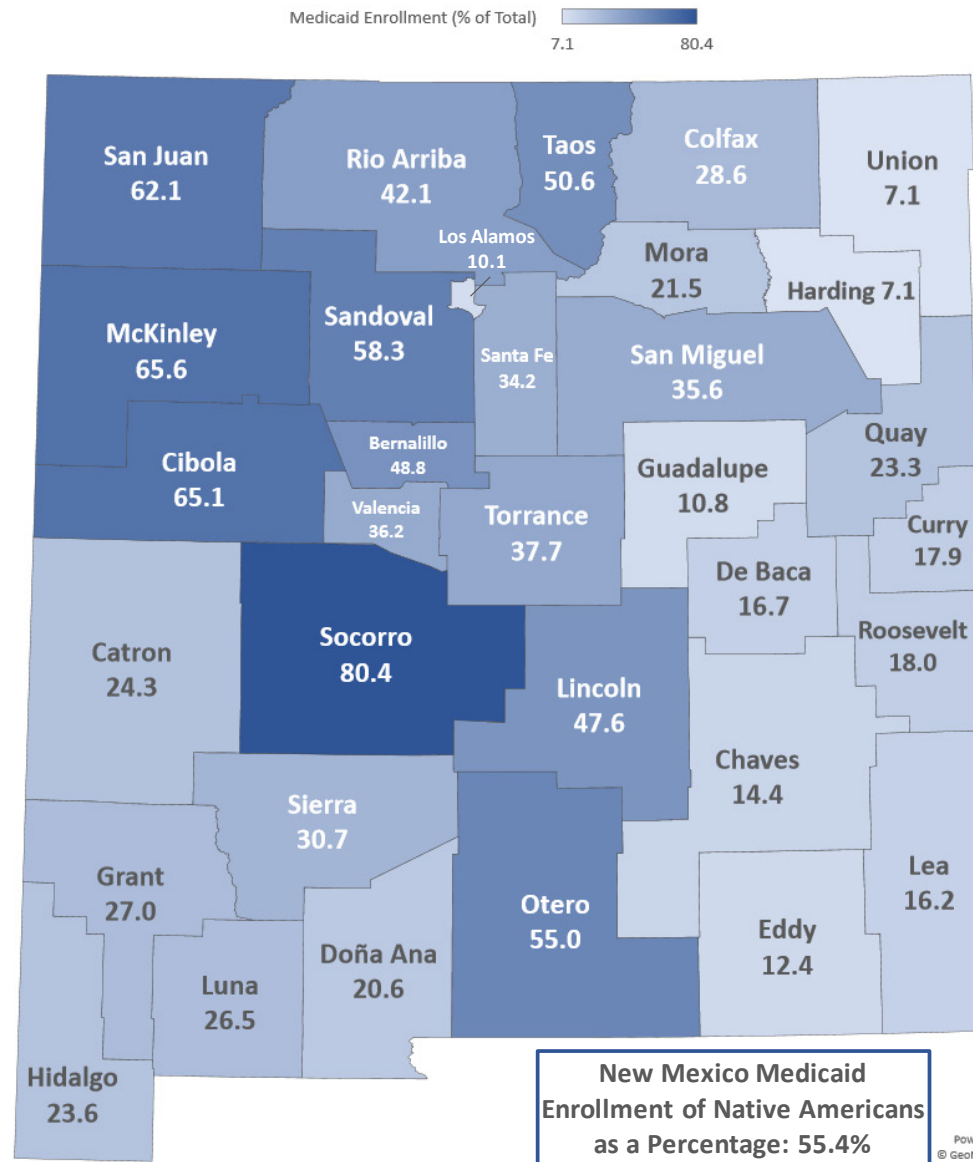 Medicaid Enrollment (% of Total)
7.1 80.4
San Juan
62.1
Rio Arriba
42.1
Taos
50.6
Colfax
28.6
Union
7.1
Los Alamos
10.1
Mora
21.5
Harding 7.1
McKinley
65.6
Sandoval
58.3
Santa Fe
34.2
San Miguel
35.6
Quay
23.3
Cibola
65.1
Bernalillo
48.8
Valencia
36.2
Torrance
37.7
Guadalupe
10.8
Curry
17.9
De Baca
16.7
Roosevelt
18.0
Catron
24.3
Socorro
80.4
Lincoln
47.6
Chaves
14.4
Sierra
30.7
Lea
16.2
Grant
27.0
Otero
55.0
Eddy
12.4
Doña Ana
20.6
Luna
26.5
Hidalgo
23.6
New Mexico Medicaid
Enrollment of Native Americans
as a Percentage: 55.4%
Pow
© GeoN